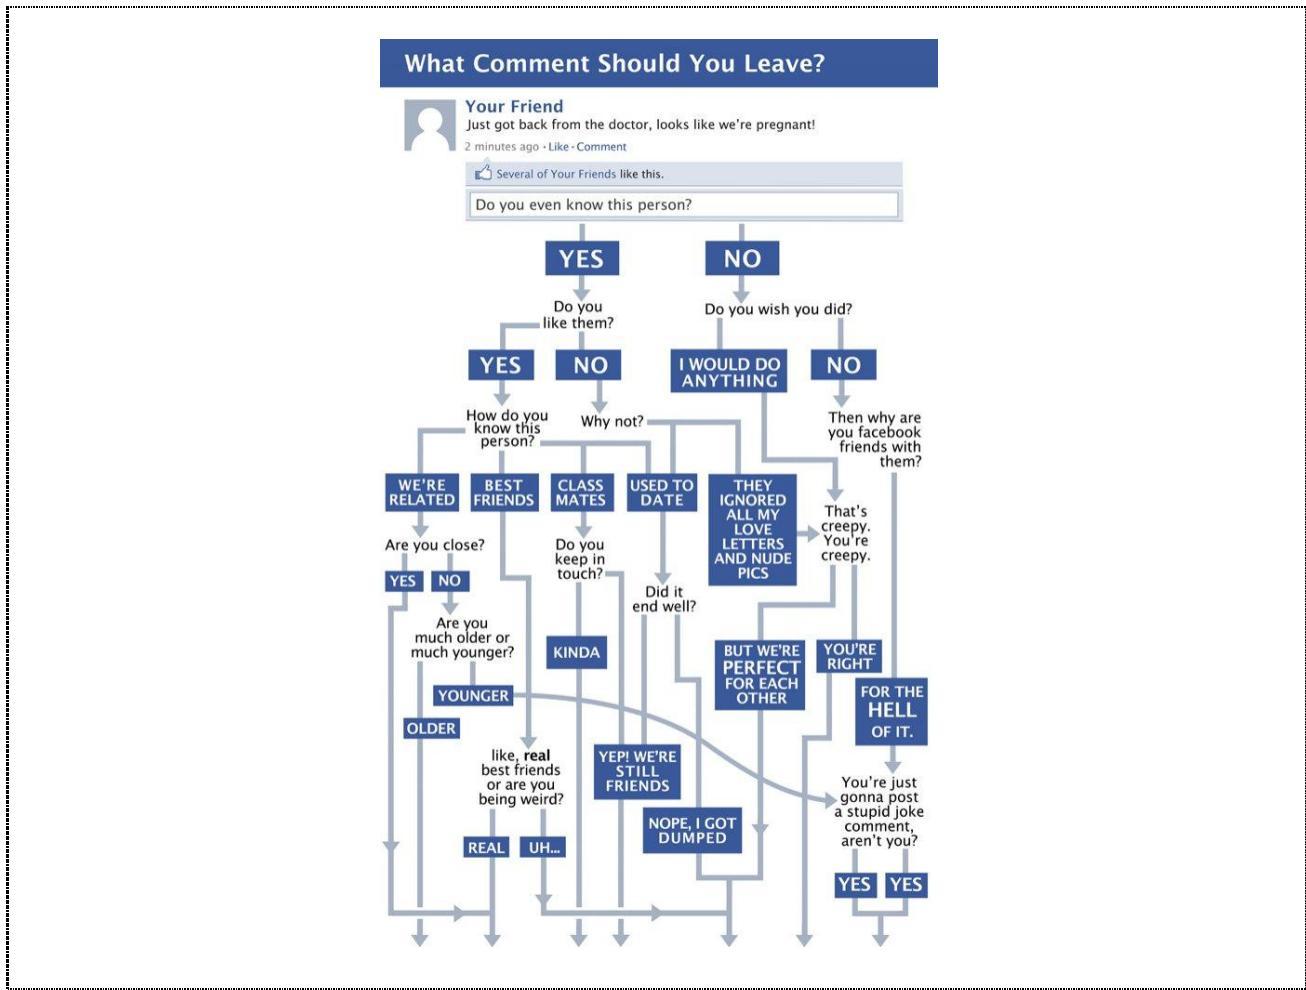 What Comment Should You Leave?
Your Friend
Just got back from the doctor, looks like we're pregnant!
2 minutes ago · Like · Comment
Several of Your Friends like this.
Do you even know this person?
YES
NO
Do you
like them?
Do you wish you did?
YES
NO
I WOULD DO
ANYTHING
NO
How do you
know this
person?
Why not?
Then why are
you facebook
friends with
them?
WE'RE
RELATED
BEST
FRIENDS
CLASS
MATES
USED TO
DATE
THEY
IGNORED
ALL MY
LOVE
LETTERS
AND NUDE
PICS
That's
creepy.
You're
creepy.
Are you close?
YES
NO
Do you
keep in
touch?
Did it
end well?
Are you
much older or
much younger?
KINDA
BUT WE'RE
PERFECT
FOR EACH
OTHER
YOU'RE
RIGHT
YOUNGER
FOR THE
HELL
OF IT.
OLDER
like, real
best friends
or are you
being weird?
YEP! WE'RE
STILL
FRIENDS
You're just
gonna post
a stupid joke
comment,
aren't you?
NOPE, I GOT
DUMPED
REAL
UH...
YES
YES